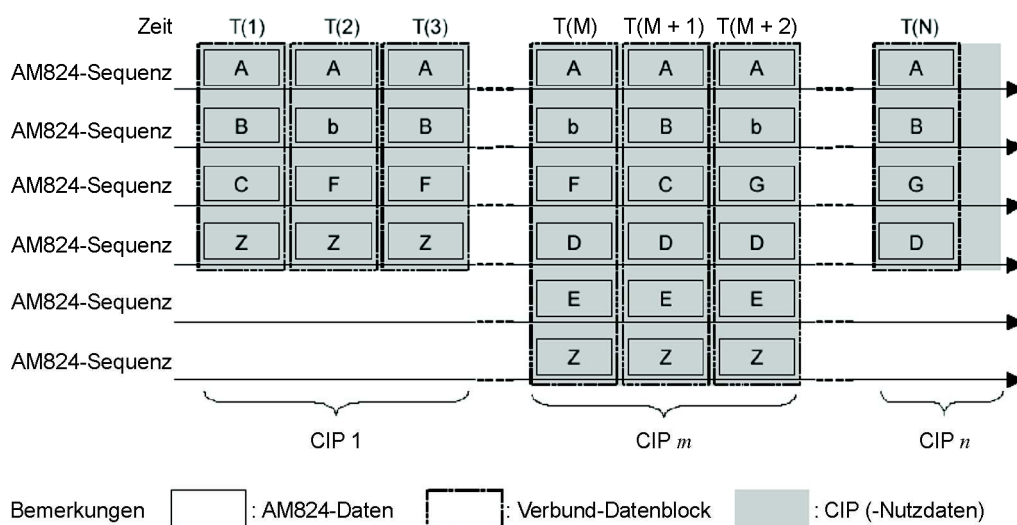 Zeit T(1) T(2) T(3) T(M) T(M + 1) T(M + 2) T(N)
AM824-Sequenz A A A A A A A
AM824-Sequenz B b B b B b B
AM824-Sequenz C F F F C G G
AM824-Sequenz Z Z Z D D D D
AM824-Sequenz E E E
AM824-Sequenz Z Z Z
CIP 1 CIP m CIP n
Bemerkungen : AM824-Daten : Verbund-Datenblock : CIP (-Nutzdaten)